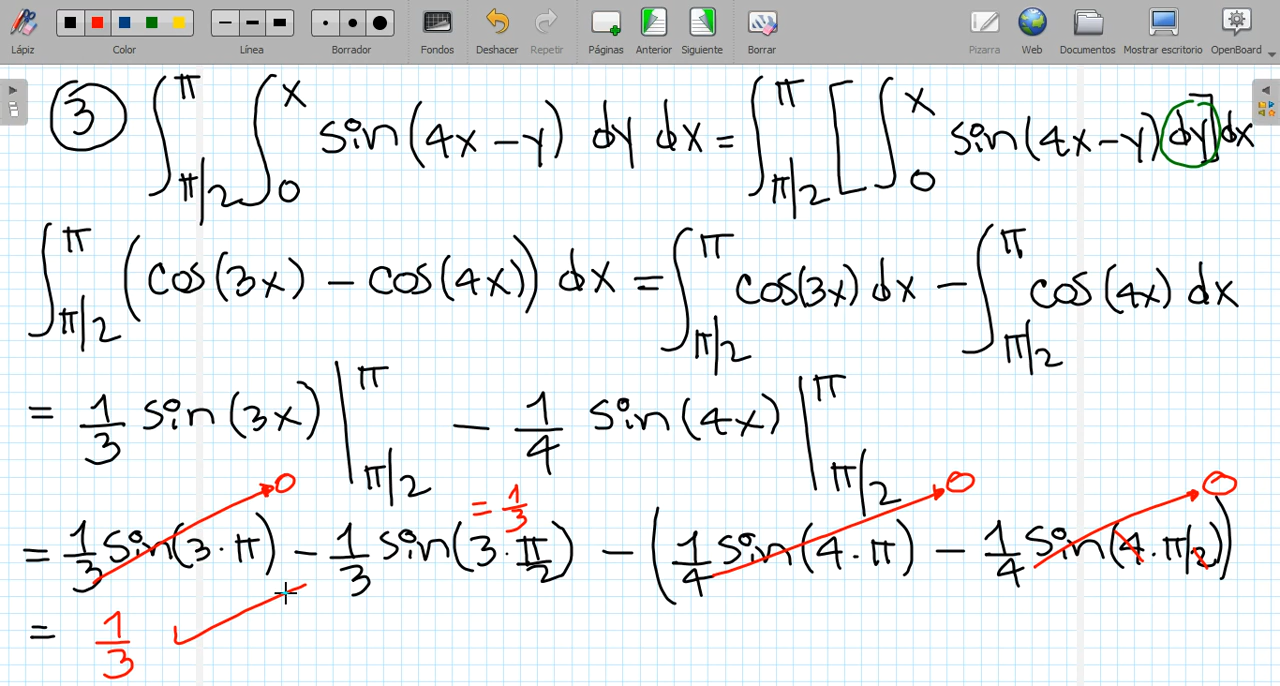 Lápiz Color Línea Borrador Fondos Deshacer Repetir Páginas Anterior Siguiente Borrar Pizarra Web Documentos Mostrar escritorio OpenBoard
③ ∫_{π/2}^{π} ∫_{0}^{x} sin(4x-y) dy dx = ∫_{π/2}^{π} [∫_{0}^{x} sin(4x-y) dy] dx
∫_{π/2}^{π} (cos(3x) - cos(4x)) dx = ∫_{π/2}^{π} cos(3x) dx - ∫_{π/2}^{π} cos(4x) dx
= 1/3 sin(3x) |_{π/2}^{π} - 1/4 sin(4x) |_{π/2}^{π}
0 = 1/3 0 0
= 1/3 sin(3·π) - 1/3 sin(3·π/2) - (1/4 sin(4·π) - 1/4 sin(4·π/2))
= 1/3